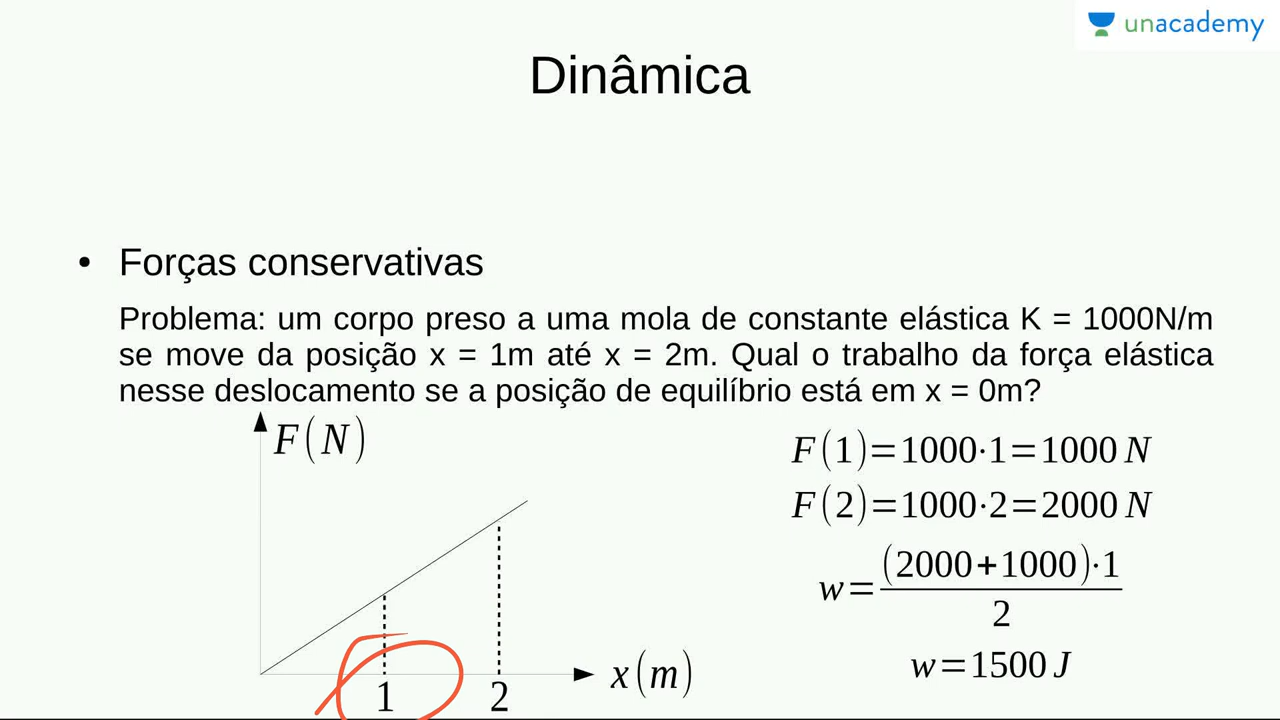 unacademy
Dinâmica
• Forças conservativas
Problema: um corpo preso a uma mola de constante elástica K = 1000N/m
se move da posição x = 1m até x = 2m. Qual o trabalho da força elástica
nesse deslocamento se a posição de equilíbrio está em x = 0m?
F(N)
x(m)
1
2
F(1)=1000·1=1000 N
F(2)=1000·2=2000 N
w=(2000+1000)·1/2
w=1500 J